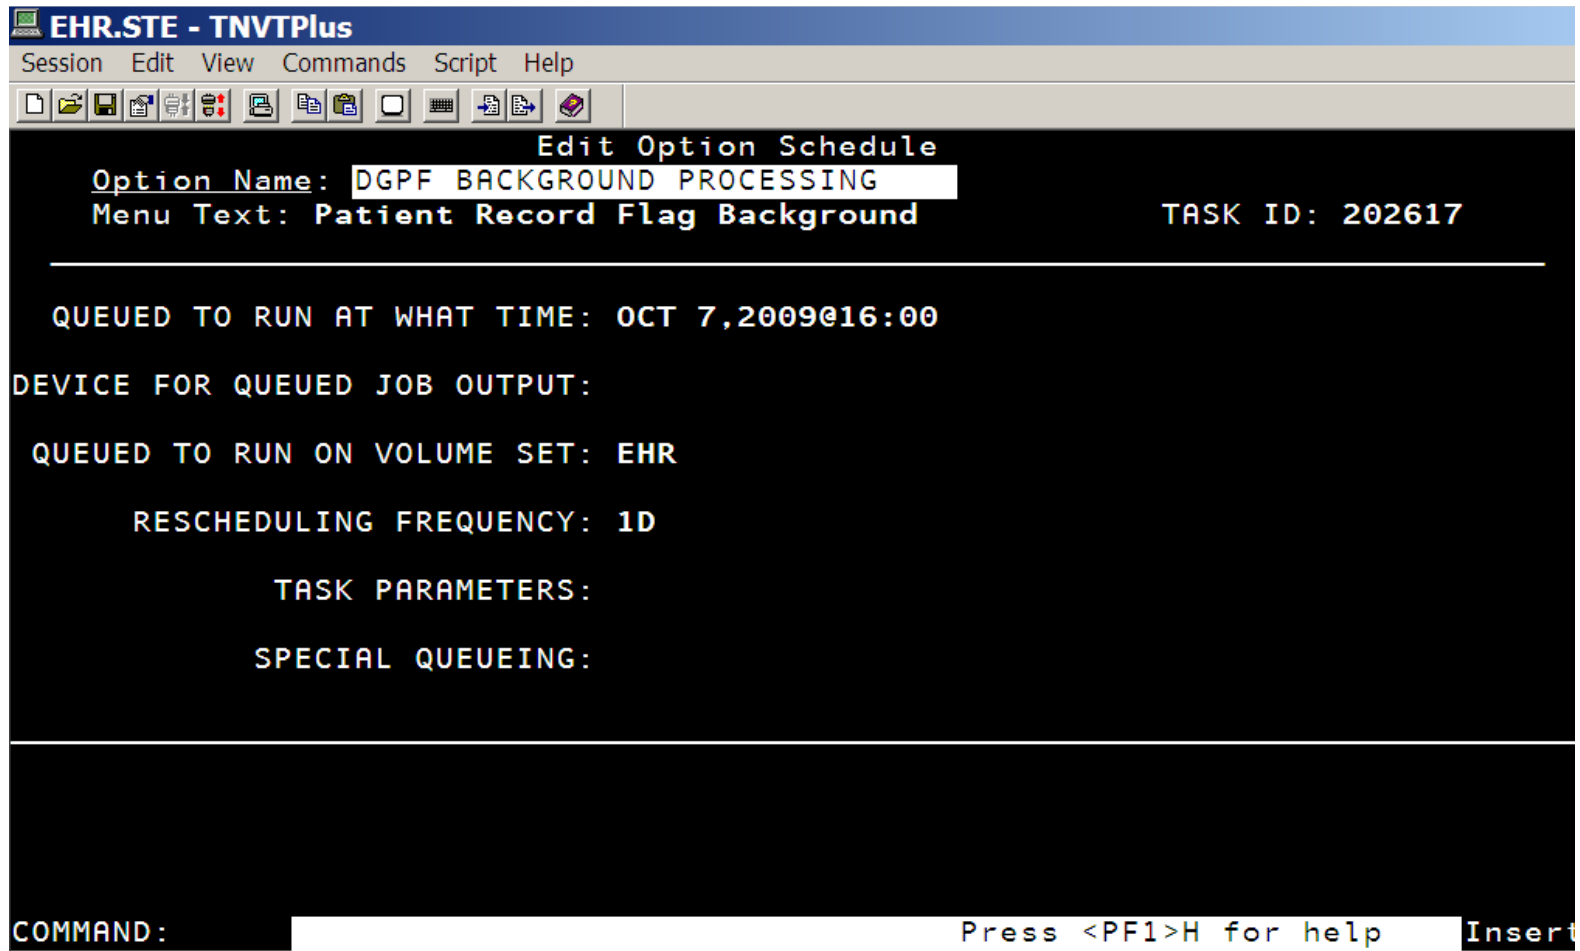 EHR.STE - TNVTPlus
Session Edit View Commands Script Help
Edit Option Schedule
Option Name: DGPF BACKGROUND PROCESSING
Menu Text: Patient Record Flag Background TASK ID: 202617
QUEUED TO RUN AT WHAT TIME: OCT 7,2009@16:00
DEVICE FOR QUEUED JOB OUTPUT:
QUEUED TO RUN ON VOLUME SET: EHR
RESCHEDULING FREQUENCY: 1D
TASK PARAMETERS:
SPECIAL QUEUEING:
COMMAND: Press <PF1>H for help Insert